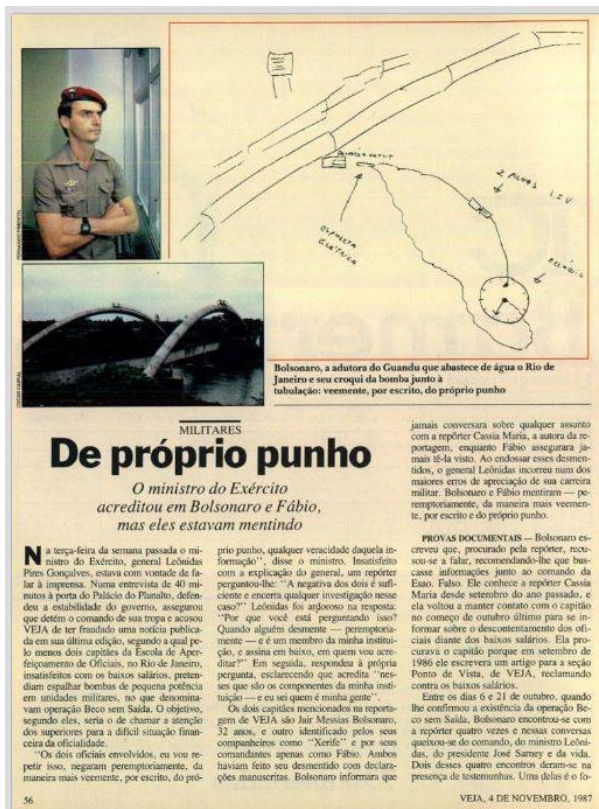 FERNANDO PIMENTEL
2 PILHAS 1,5 V
ESPOLETA
ELÉTRICA
RELÓGIO
OSCAR CABRAL
Bolsonaro, a adutora do Guandu que abastece de água o Rio de
Janeiro e seu croqui da bomba junto à
tubulação: veemente, por escrito, do próprio punho
MILITARES
De próprio punho
O ministro do Exército
acreditou em Bolsonaro e Fábio,
mas eles estavam mentindo
Na terça-feira da semana passada o mi-
nistro do Exército, general Leônidas
Pires Gonçalves, estava com vontade de fa-
lar à imprensa. Numa entrevista de 40 mi-
nutos à porta do Palácio do Planalto, defen-
deu a estabilidade do governo, assegurou
que detém o comando de sua tropa e acusou
VEJA de ter fraudado uma notícia publica-
da em sua última edição, segundo a qual pe-
lo menos dois capitães da Escola de Aper-
feiçoamento de Oficiais, no Rio de Janeiro,
insatisfeitos com os baixos salários, preten-
diam espalhar bombas de pequena potência
em unidades militares, no que denomina-
vam operação Beco sem Saída. O objetivo,
segundo eles, seria o de chamar a atenção
dos superiores para a difícil situação finan-
ceira da oficialidade.
"Os dois oficiais envolvidos, eu vou re-
petir isso, negaram peremptoriamente, da
maneira mais veemente, por escrito, do pró-
prio punho, qualquer veracidade daquela in-
formação", disse o ministro. Insatisfeito
com a explicação do general, um repórter
perguntou-lhe: "A negativa dos dois é sufi-
ciente e encerra qualquer investigação nesse
caso?" Leônidas foi ardoroso na resposta:
"Por que você está perguntando isso?
Quando alguém desmente — peremptoria-
mente — e é um membro da minha institui-
ção, e assina em baixo, em quem vou acre-
ditar?" Em seguida, respondeu à própria
pergunta, esclarecendo que acredita "nes-
ses que são os componentes da minha insti-
tuição — e eu sei quem é minha gente".
Os dois capitães mencionados na reporta-
gem de VEJA são Jair Messias Bolsonaro,
32 anos, e outro identificado pelos seus
companheiros como "Xerife" e por seus
comandantes apenas como Fábio. Ambos
haviam feito seu desmentido com declara-
ções manuscritas. Bolsonaro informara que
jamais conversara sobre qualquer assunto
com a repórter Cassia Maria, a autora da re-
portagem, enquanto Fábio assegurara ja-
mais tê-la visto. Ao endossar esses desmen-
tidos, o general Leônidas incorreu num dos
maiores erros de apreciação de sua carreira
militar. Bolsonaro e Fábio mentiram — pe-
remptoriamente, da maneira mais veemen-
te, por escrito e do próprio punho.
PROVAS DOCUMENTAIS — Bolsonaro es-
creveu que, procurado pela repórter, recu-
sou-se a falar, recomendando-lhe que bus-
casse informações junto ao comando da
Esao. Falso. Ele conhece a repórter Cassia
Maria desde setembro do ano passado, e
ela voltou a manter contato com o capitão
no começo de outubro último para se in-
formar sobre o descontentamento dos ofi-
ciais diante dos baixos salários. Ela pro-
curava o capitão porque em setembro de
1986 ele escrevera um artigo para a seção
Ponto de Vista, de VEJA, reclamando
contra os baixos salários.
Entre os dias 6 e 21 de outubro, quando
lhe confirmou a existência da operação Be-
co sem Saída, Bolsonaro encontrou-se com
a repórter quatro vezes e nessas conversas
queixou-se do comando, do ministro Leôni-
das, do presidente José Sarney e da vida.
Dois desses quatro encontros deram-se na
presença de testemunhas. Uma delas é o fo-
56
VEJA, 4 DE NOVEMBRO, 1987